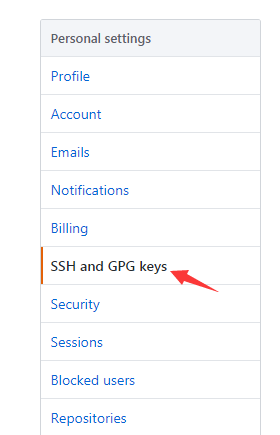 Personal settings
Profile
Account
Emails
Notifications
Billing
SSH and GPG keys
Security
Sessions
Blocked users
Repositories